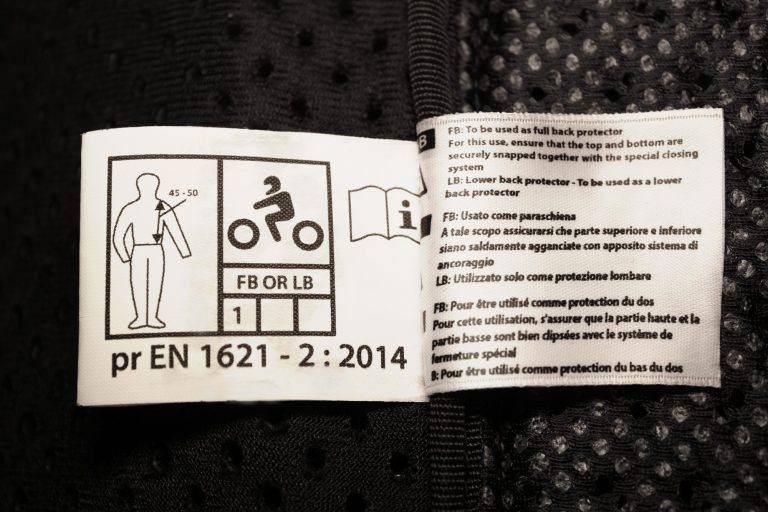 45 - 50
FB OR LB
1
pr EN 1621 - 2 : 2014
i
B
FB: To be used as full back protector
For this use, ensure that the top and bottom are
securely snapped together with the special closing
system
LB: Lower back protector - To be used as a lower
back protector
FB: Usato come paraschiena
A tale scopo assicurarsi che parte superiore e inferiore
siano saldamente agganciate con apposito sistema di
ancoraggio
LB: Utilizzato solo come protezione lombare
FB: Pour être utilisé comme protection du dos
Pour cette utilisation, s'assurer que la partie haute et la
partie basse sont bien clipsées avec le système de
fermeture spécial
B: Pour être utilisé comme protection du bas du dos